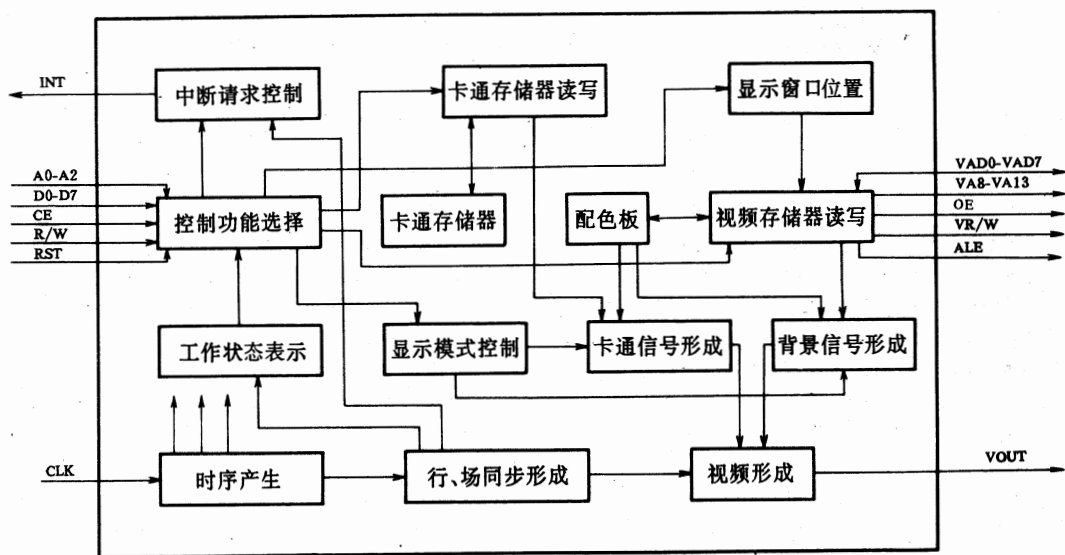 INT
中断请求控制
卡通存储器读写
显示窗口位置
A0-A2
D0-D7
CE
R/W
RST
控制功能选择
卡通存储器
配色板
视频存储器读写
VAD0-VAD7
VA8-VA13
OE
VR/W
ALE
工作状态表示
显示模式控制
卡通信号形成
背景信号形成
CLK
时序产生
行、场同步形成
视频形成
VOUT